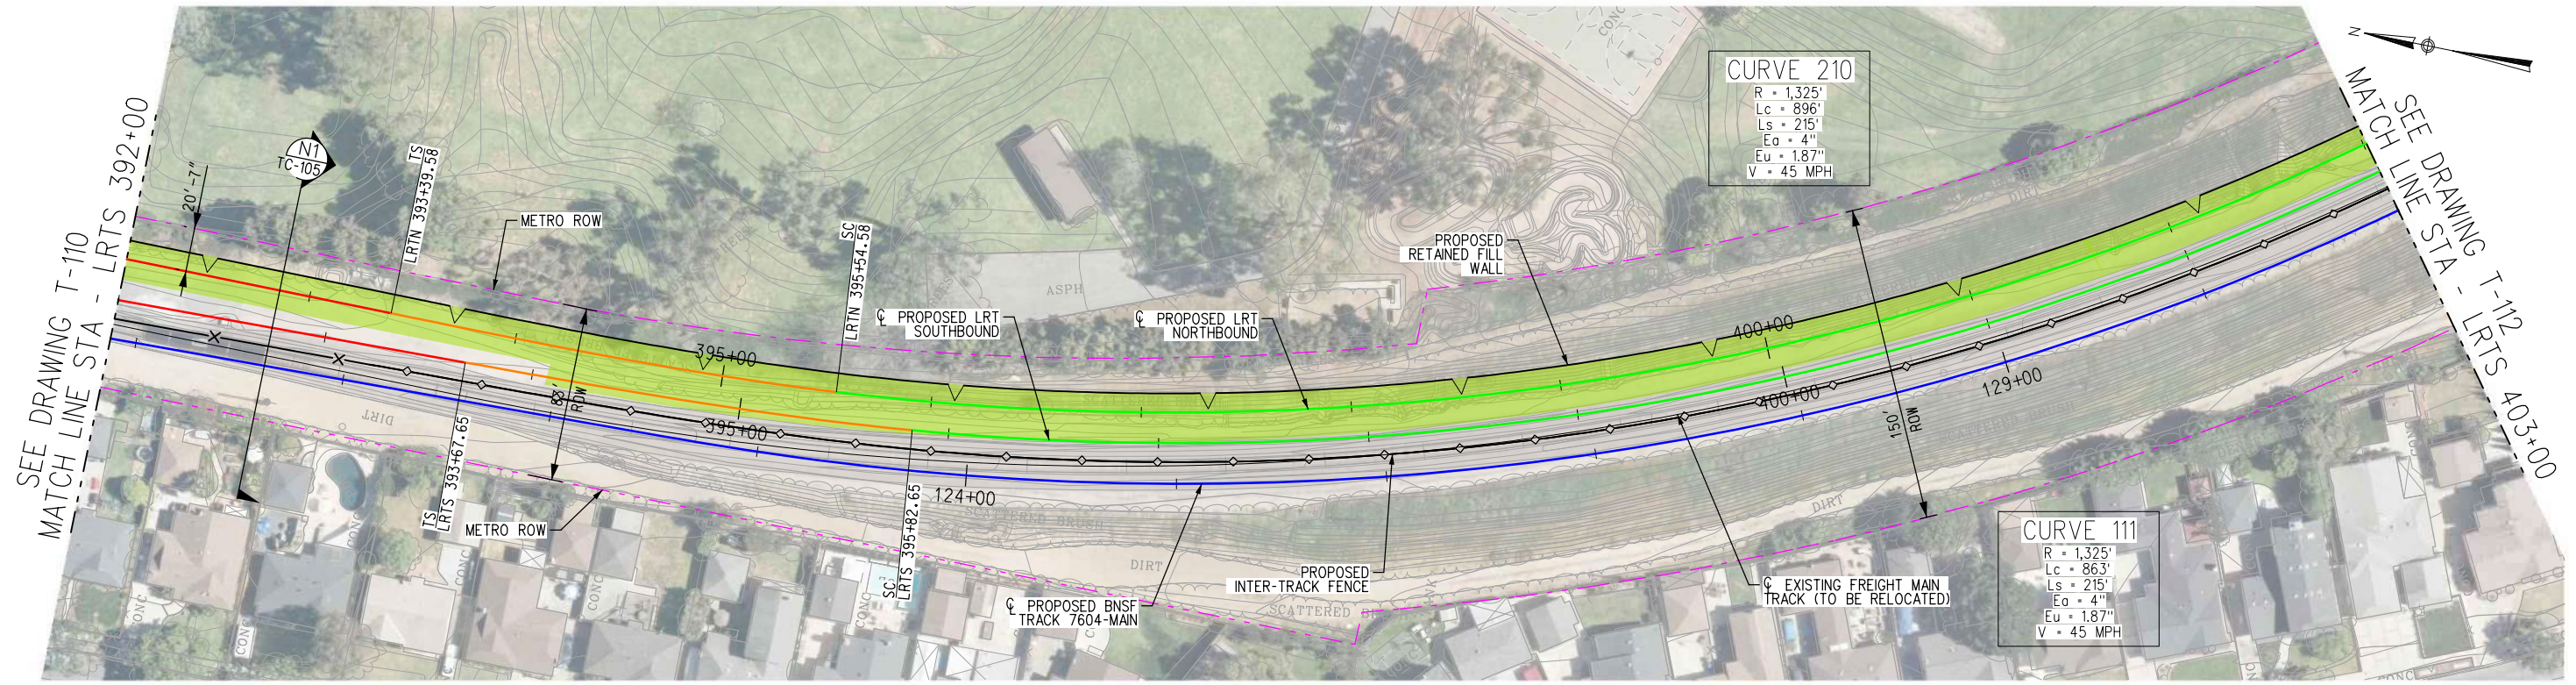 SEE DRAWING T-110
MATCH LINE STA - LRTS 392+00
20'-7"
N1
TC-105
TS
LRTN 393+39.58
METRO ROW
SC
LRTN 395+54.58
℄ PROPOSED LRT
SOUTHBOUND
ASPH
℄ PROPOSED LRT
NORTHBOUND
PROPOSED
RETAINED FILL
WALL
CONC
CURVE 210
R = 1,325'
Lc = 896'
Ls = 215'
Ea = 4"
Eu = 1.87"
V = 45 MPH
N
SEE DRAWING T-112
MATCH LINE STA - LRTS 403+00
395+00
395+00
400+00
400+00
129+00
124+00
ROW
150'
ROW
DIRT
TS
LRTS 393+67.65
METRO ROW
SC
LRTS 395+82.65
DIRT
℄ PROPOSED BNSF
TRACK 7604-MAIN
PROPOSED
INTER-TRACK FENCE
SCATTERED
DIRT
℄ EXISTING FREIGHT MAIN
TRACK (TO BE RELOCATED)
CURVE 111
R = 1,325'
Lc = 863'
Ls = 215'
Ea = 4"
Eu = 1.87"
V = 45 MPH
CONC
CONC
CONC
CONC
CONC
CONC